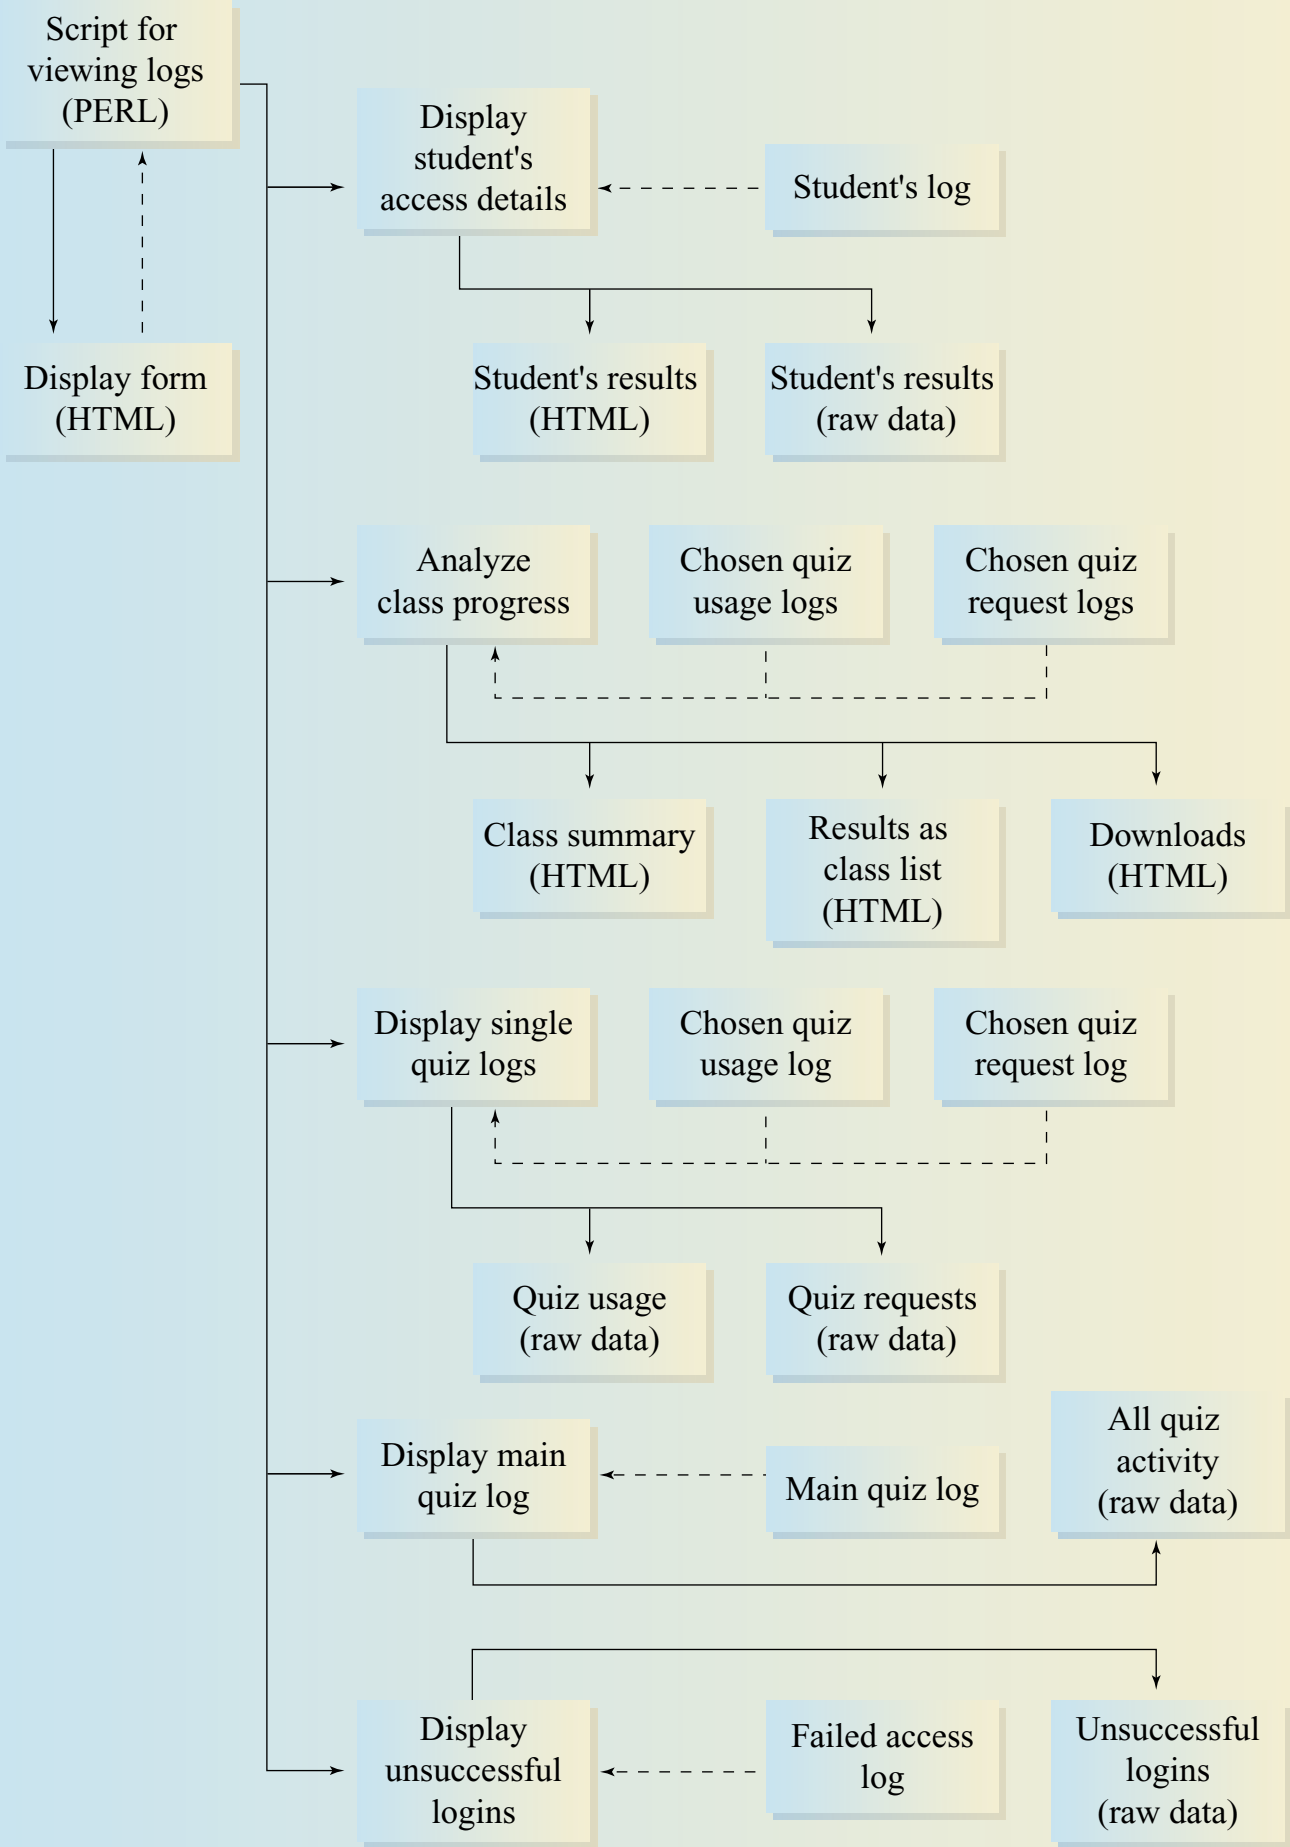 Script for
viewing logs
(PERL)
Display form
(HTML)
Display
student's
access details
Student's log
Student's results
(HTML)
Student's results
(raw data)
Analyze
class progress
Chosen quiz
usage logs
Chosen quiz
request logs
Class summary
(HTML)
Results as
class list
(HTML)
Downloads
(HTML)
Display single
quiz logs
Chosen quiz
usage log
Chosen quiz
request log
Quiz usage
(raw data)
Quiz requests
(raw data)
Display main
quiz log
Main quiz log
All quiz
activity
(raw data)
Display
unsuccessful
logins
Failed access
log
Unsuccessful
logins
(raw data)